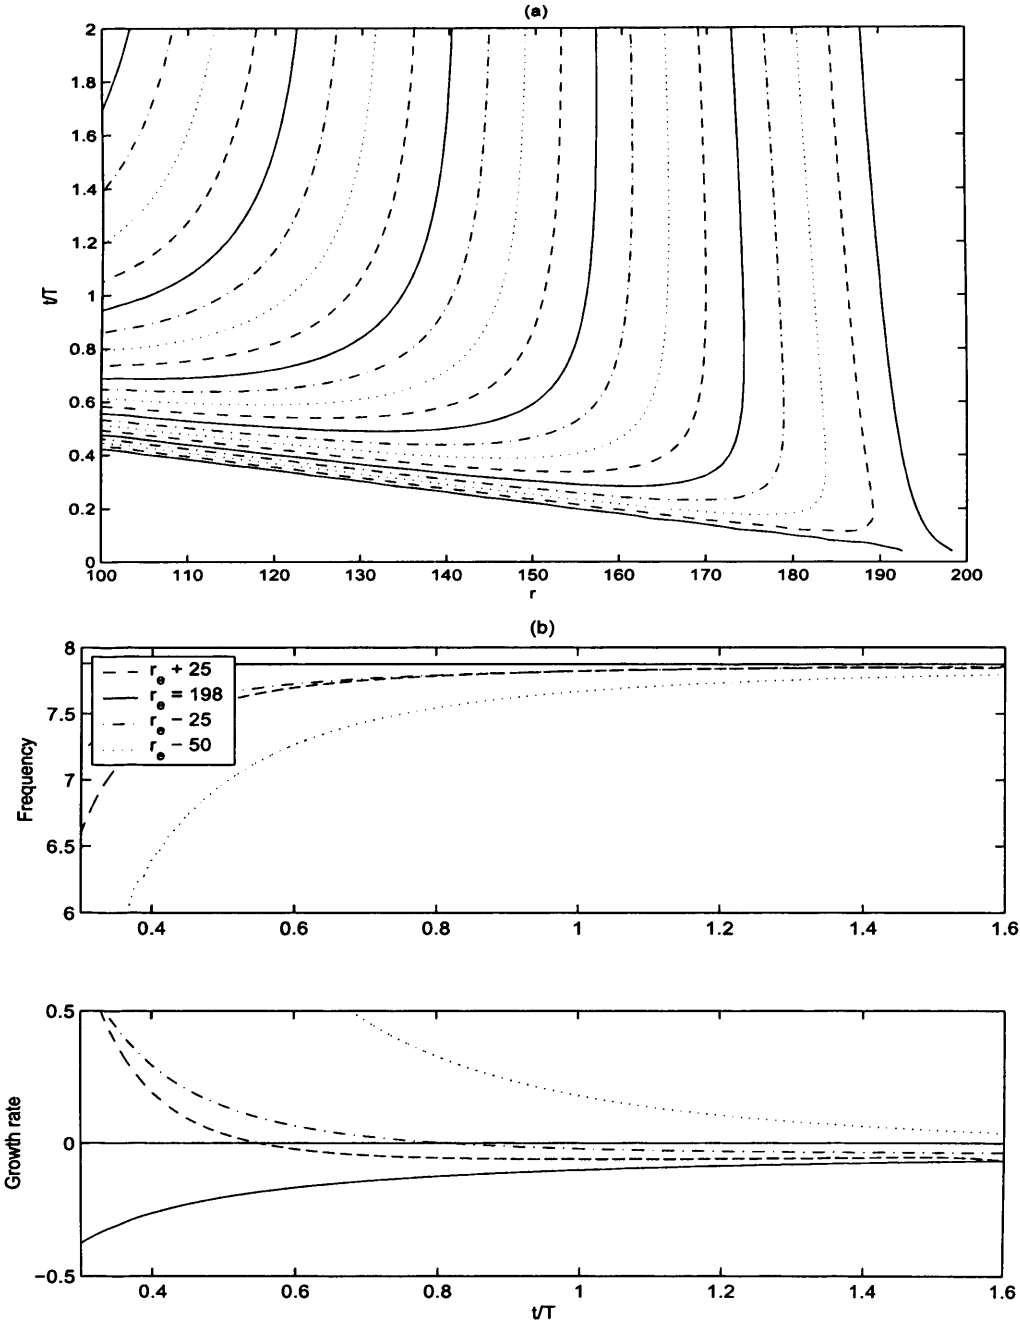 (a)
2
1.8
1.6
1.4
1.2
1
0.8
0.6
0.4
0.2
0
t/T
100 110 120 130 140 150 160 170 180 190 200
r
(b)
8
7.5
7
6.5
6
Frequency
r_e + 25
r_e = 198
r_e − 25
r_e − 50
0.4 0.6 0.8 1 1.2 1.4 1.6
0.5
0
−0.5
Growth rate
0.4 0.6 0.8 1 1.2 1.4 1.6
t/T